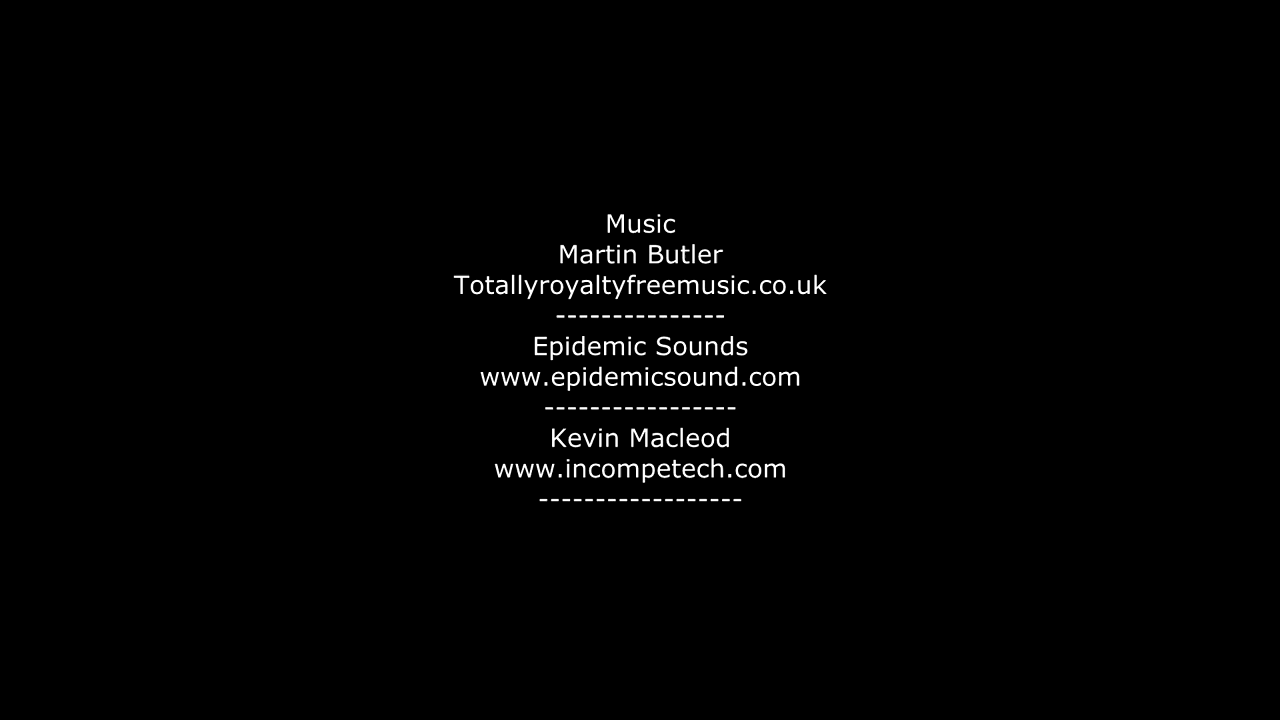 Music
Martin Butler
Totallyroyaltyfreemusic.co.uk
---------------
Epidemic Sounds
www.epidemicsound.com
-----------------
Kevin Macleod
www.incompetech.com
------------------